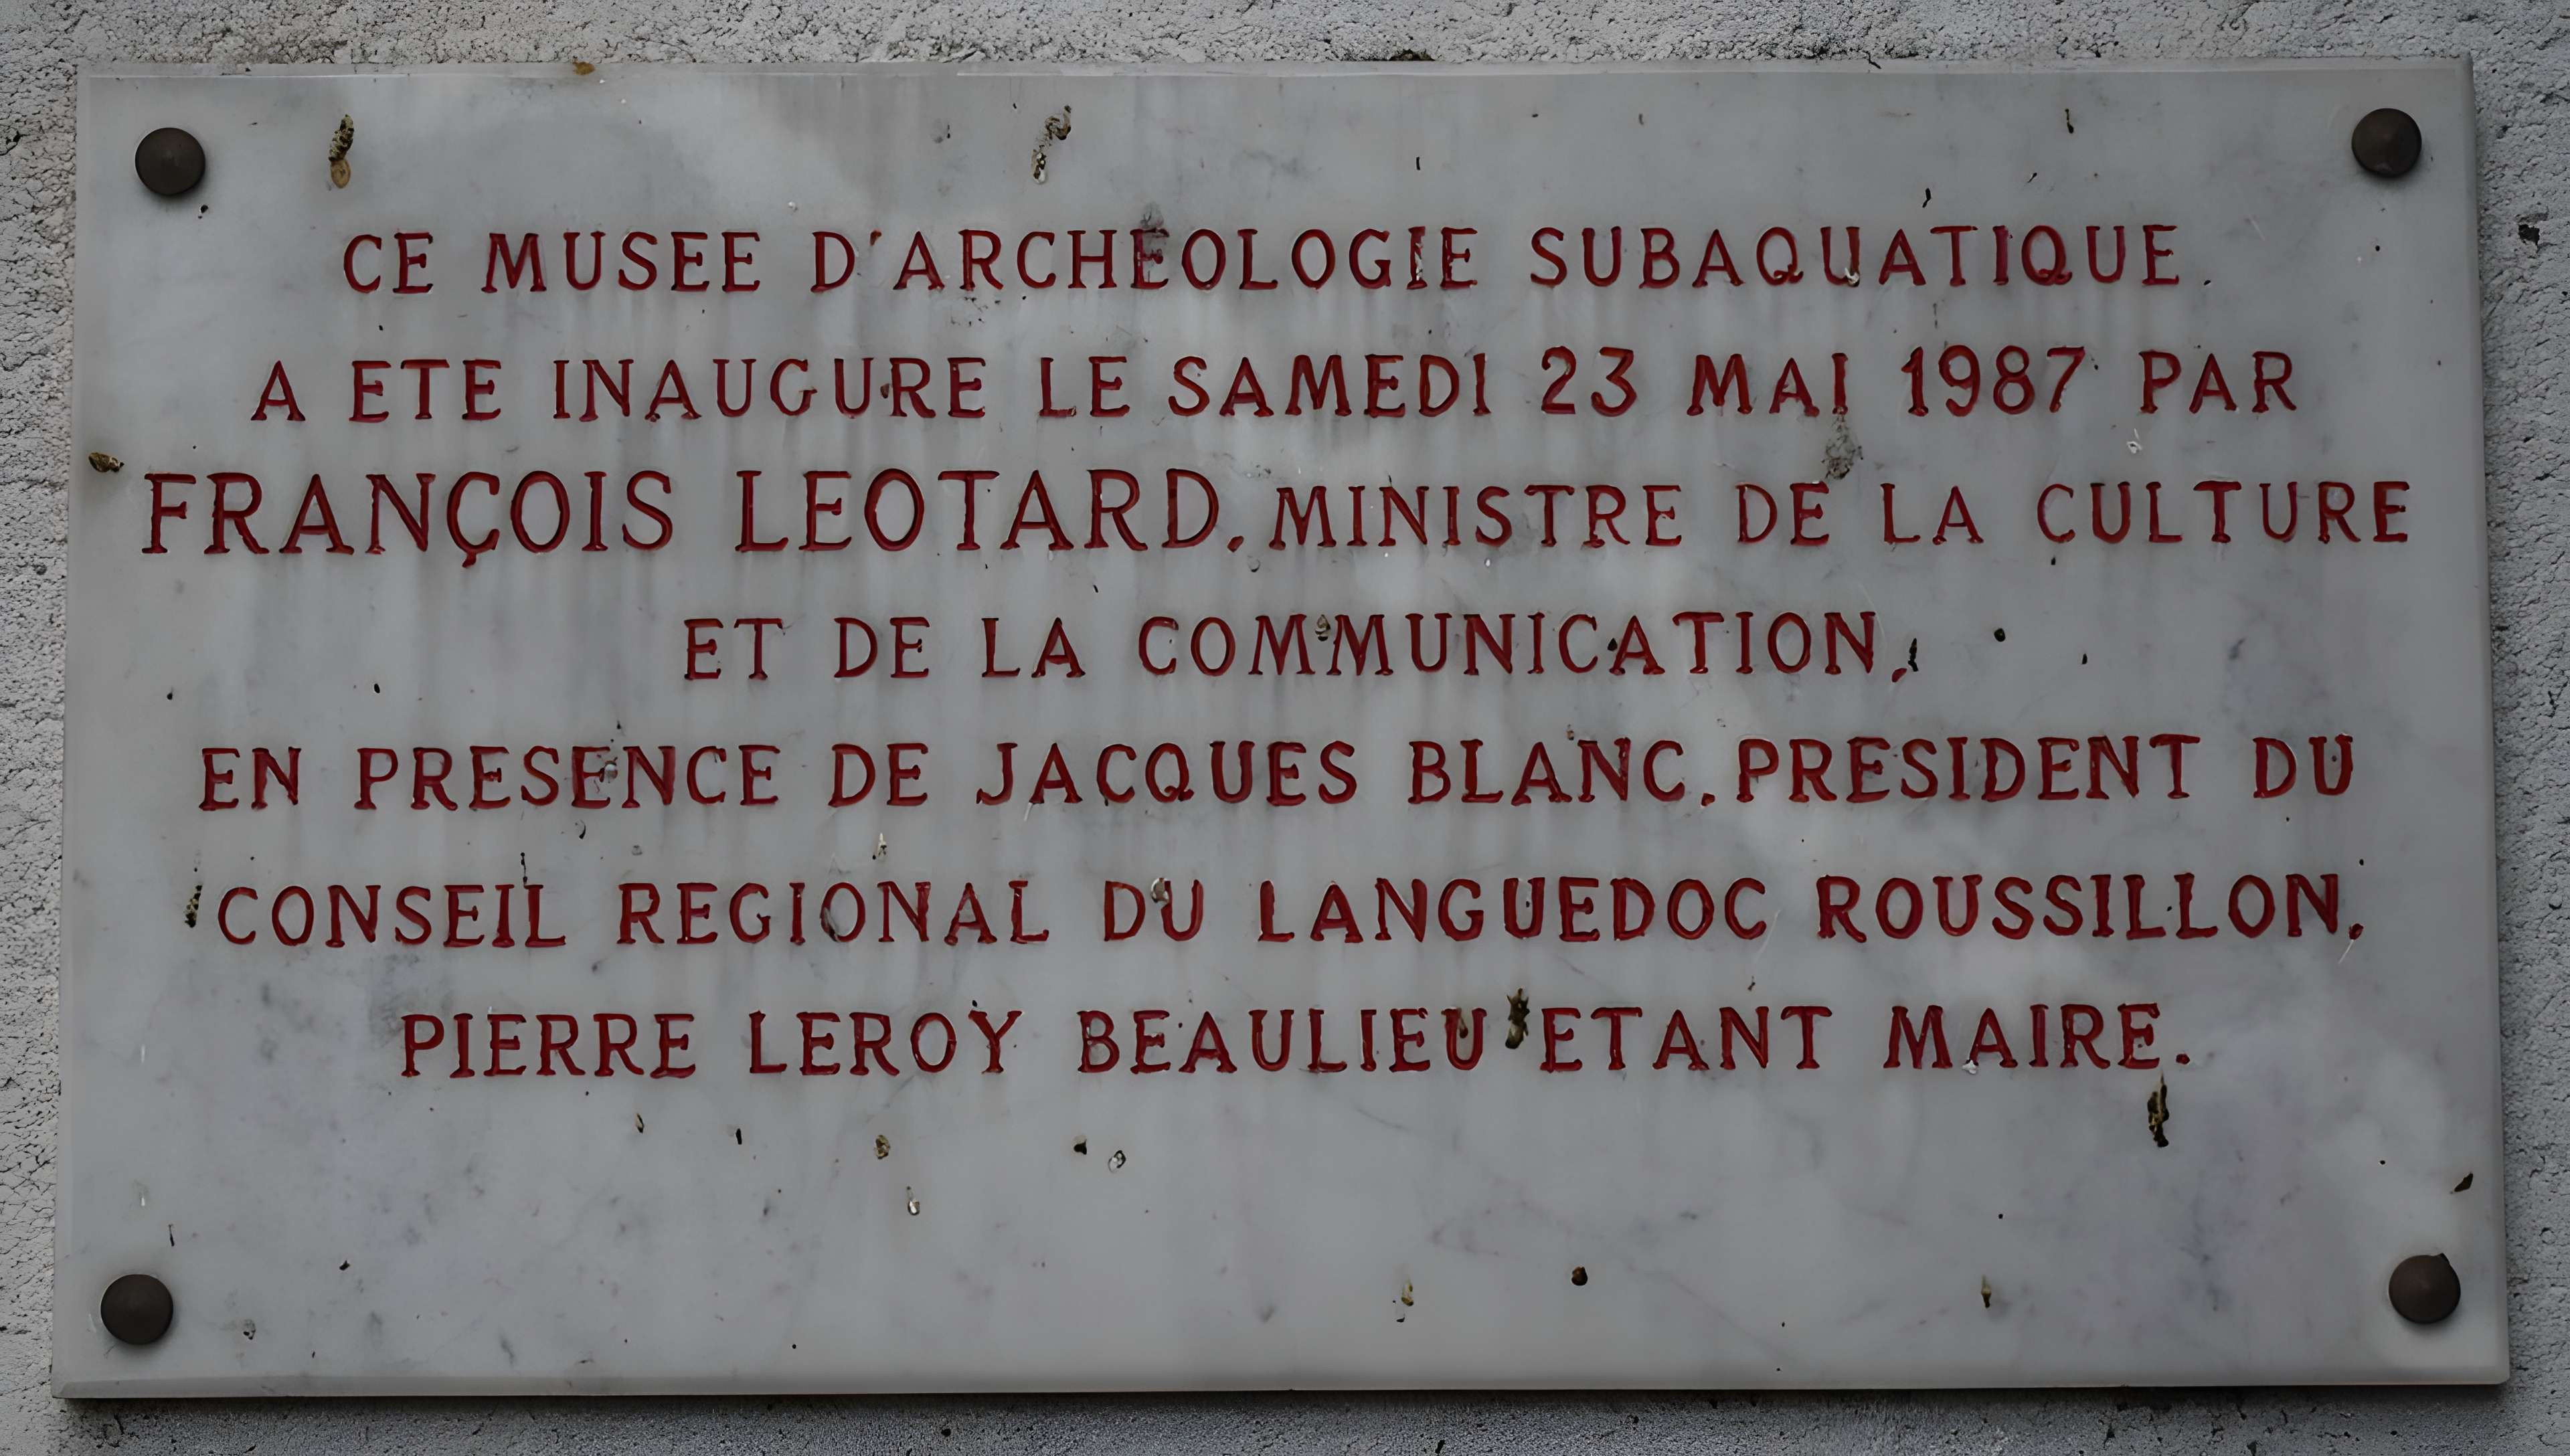 CE MUSEE D'ARCHEOLOGIE SUBAQUATIQUE.
A ETE INAUGURE LE SAMEDI 23 MAI 1987 PAR
FRANÇOIS LEOTARD, MINISTRE DE LA CULTURE
ET DE LA COMMUNICATION,
EN PRESENCE DE JACQUES BLANC, PRESIDENT DU
CONSEIL REGIONAL DU LANGUEDOC ROUSSILLON,
PIERRE LEROY BEAULIEU ETANT MAIRE.